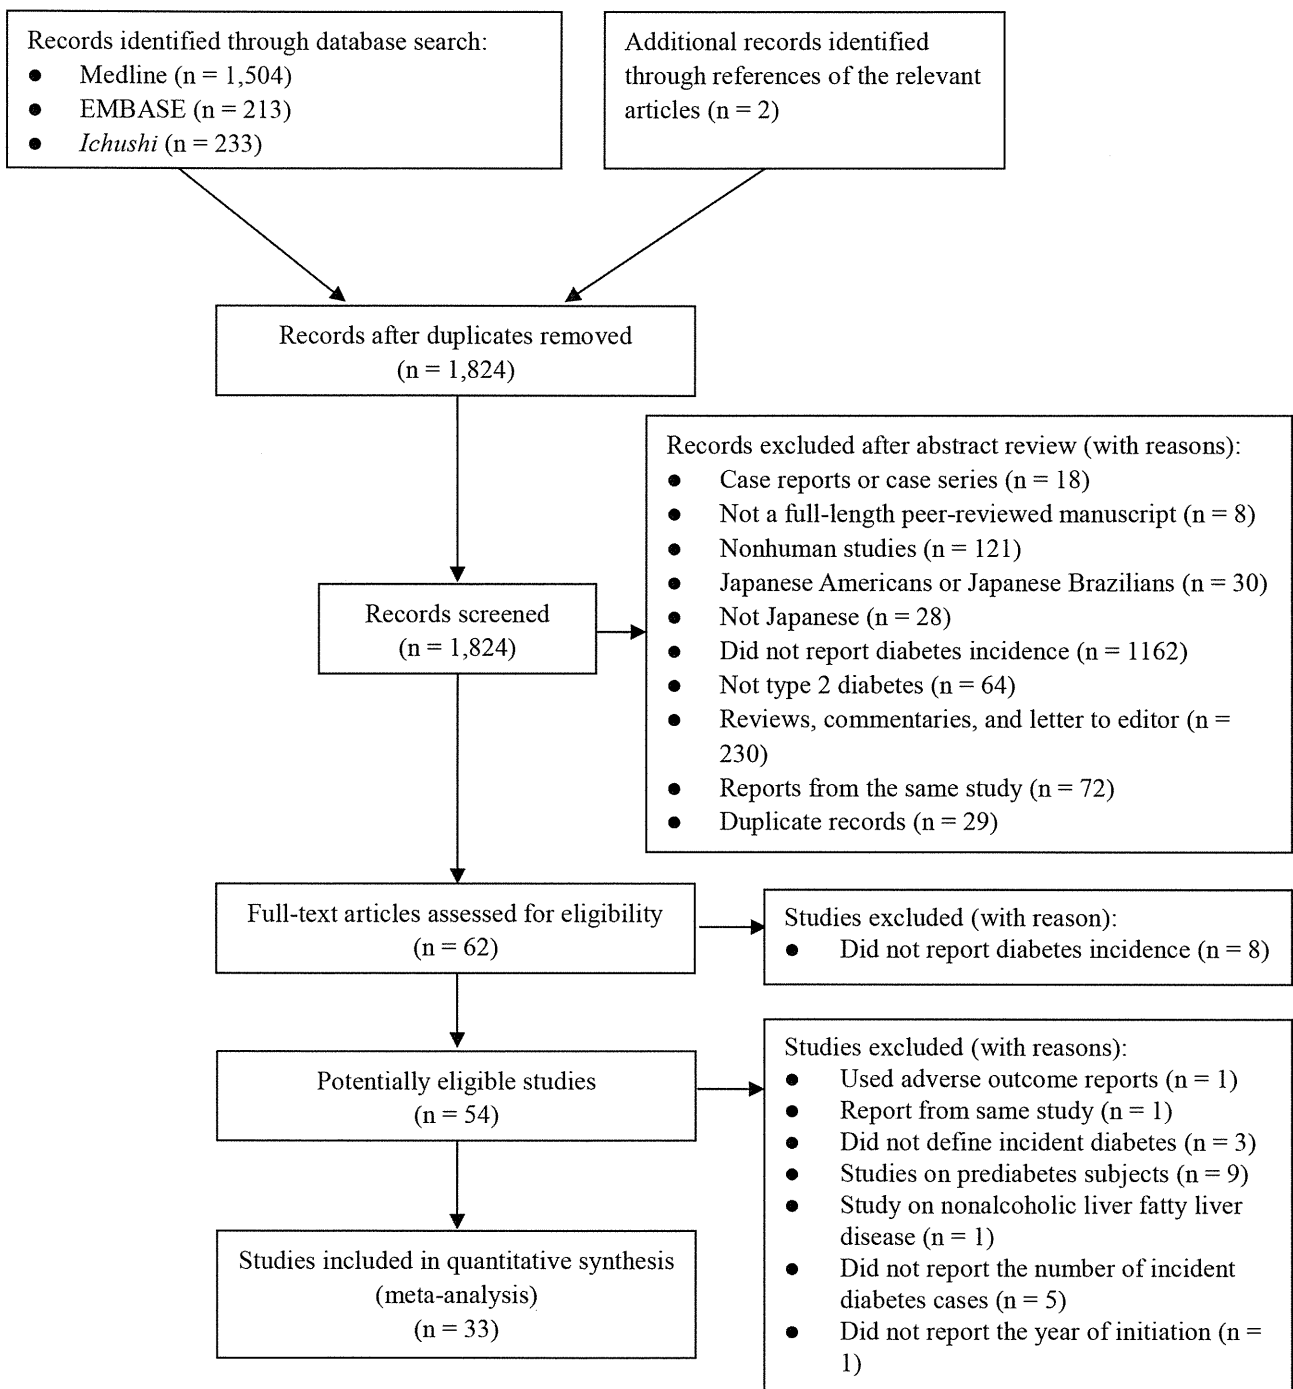 Records identified through database search:
● Medline (n = 1,504)
● EMBASE (n = 213)
● Ichushi (n = 233)
Additional records identified
through references of the relevant
articles (n = 2)
Records after duplicates removed
(n = 1,824)
Records excluded after abstract review (with reasons):
● Case reports or case series (n = 18)
● Not a full-length peer-reviewed manuscript (n = 8)
● Nonhuman studies (n = 121)
● Japanese Americans or Japanese Brazilians (n = 30)
● Not Japanese (n = 28)
● Did not report diabetes incidence (n = 1162)
● Not type 2 diabetes (n = 64)
● Reviews, commentaries, and letter to editor (n =
230)
● Reports from the same study (n = 72)
● Duplicate records (n = 29)
Records screened
(n = 1,824)
Full-text articles assessed for eligibility
(n = 62)
Studies excluded (with reason):
● Did not report diabetes incidence (n = 8)
Potentially eligible studies
(n = 54)
Studies excluded (with reasons):
● Used adverse outcome reports (n = 1)
● Report from same study (n = 1)
● Did not define incident diabetes (n = 3)
● Studies on prediabetes subjects (n = 9)
● Study on nonalcoholic liver fatty liver
disease (n = 1)
● Did not report the number of incident
diabetes cases (n = 5)
● Did not report the year of initiation (n =
1)
Studies included in quantitative synthesis
(meta-analysis)
(n = 33)